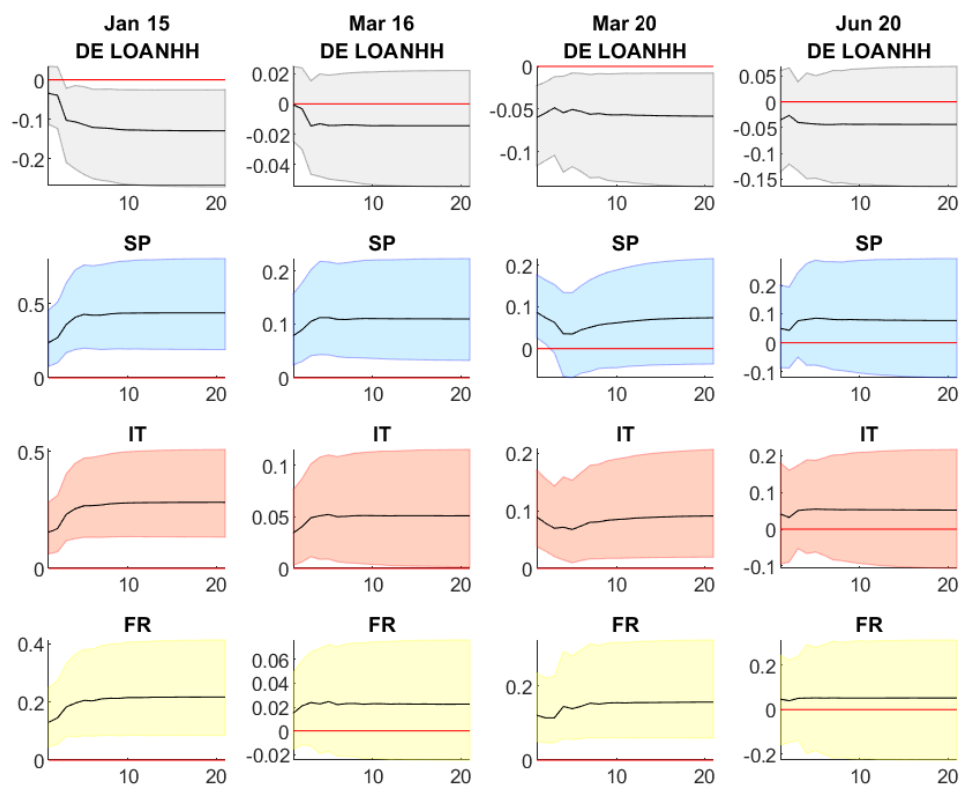 Jan 15 Mar 16 Mar 20 Jun 20
DE LOANHH DE LOANHH DE LOANHH DE LOANHH
0 -0.1 -0.2 10 20
0.02 0 -0.02 -0.04 10 20
0 -0.05 -0.1 10 20
0.05 0 -0.05 -0.1 -0.15 10 20
SP SP SP SP
0.5 0 10 20
0.2 0.1 0 10 20
0.2 0.1 0 10 20
0.2 0.1 0 -0.1 10 20
IT IT IT IT
0.5 0 10 20
0.1 0.05 0 10 20
0.2 0.1 0 10 20
0.2 0.1 0 -0.1 10 20
FR FR FR FR
0.4 0.2 0 10 20
0.06 0.04 0.02 0 -0.02 10 20
0.2 0 10 20
0.2 0 -0.2 10 20